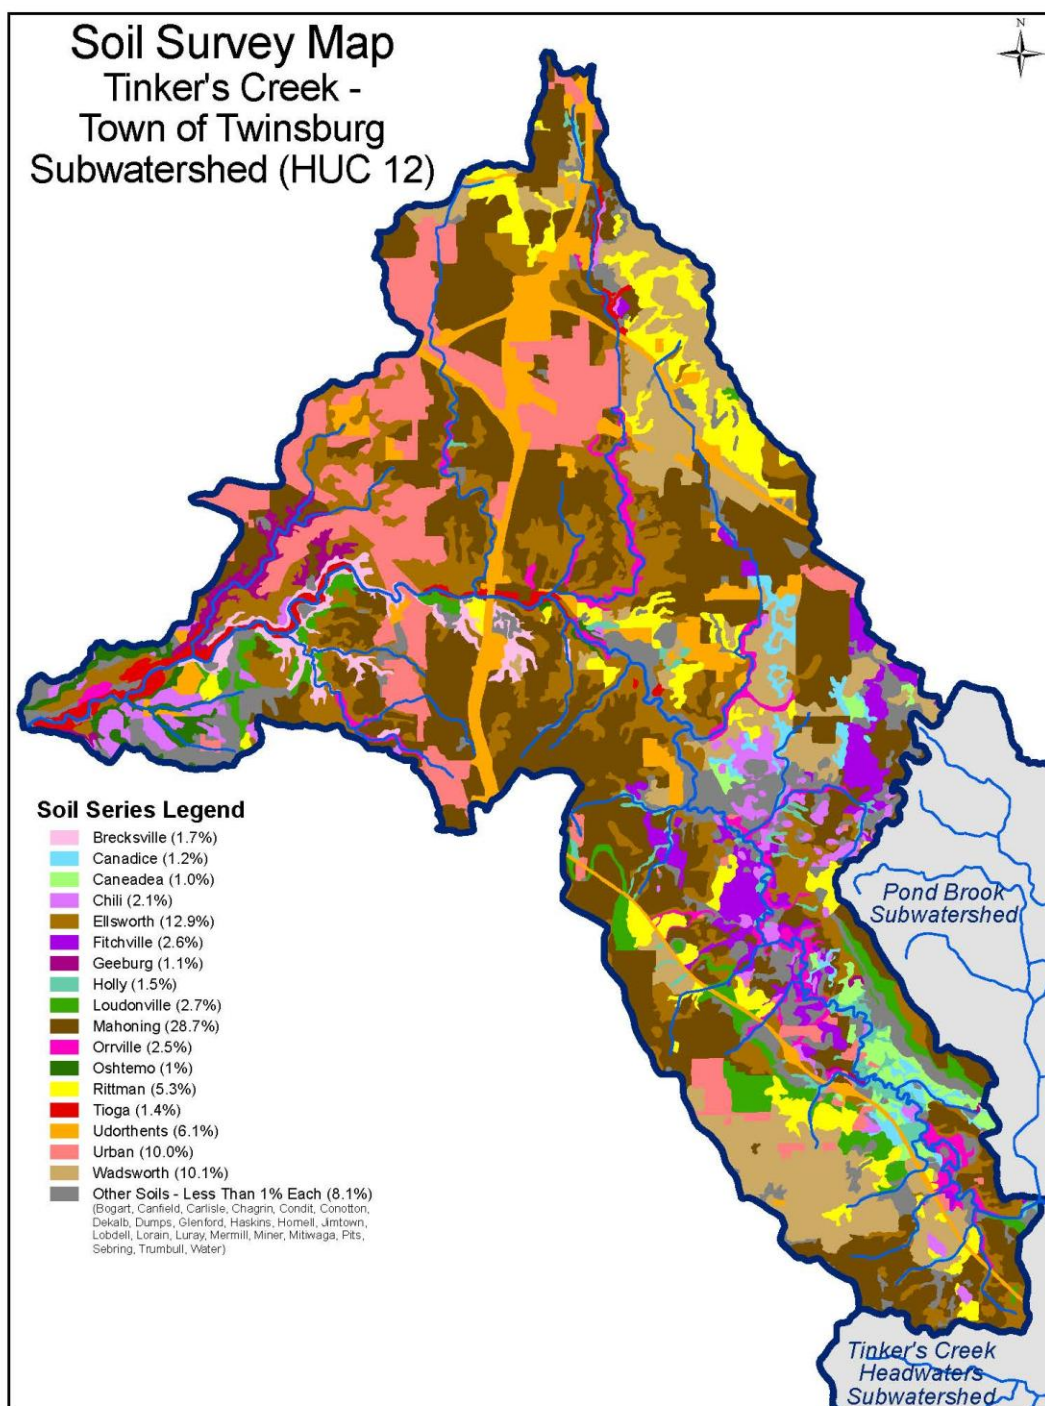 Soil Survey Map
Tinker's Creek -
Town of Twinsburg
Subwatershed (HUC 12)
N
Soil Series Legend
Brecksville (1.7%)
Canadice (1.2%)
Caneadea (1.0%)
Chili (2.1%)
Ellsworth (12.9%)
Fitchville (2.6%)
Geeburg (1.1%)
Holly (1.5%)
Loudonville (2.7%)
Mahoning (28.7%)
Orrville (2.5%)
Oshtemo (1%)
Rittman (5.3%)
Tioga (1.4%)
Udorthents (6.1%)
Urban (10.0%)
Wadsworth (10.1%)
Other Soils - Less Than 1% Each (8.1%)
(Bogart, Canfield, Carlisle, Chagrin, Condit, Conotton,
Dekalb, Dumps, Glenford, Haskins, Hornell, Jimtown,
Lobdell, Lorain, Luray, Mermill, Miner, Mitiwaga, Pits,
Sebring, Trumbull, Water)
Pond Brook
Subwatershed
Tinker's Creek
Headwaters
Subwatershed